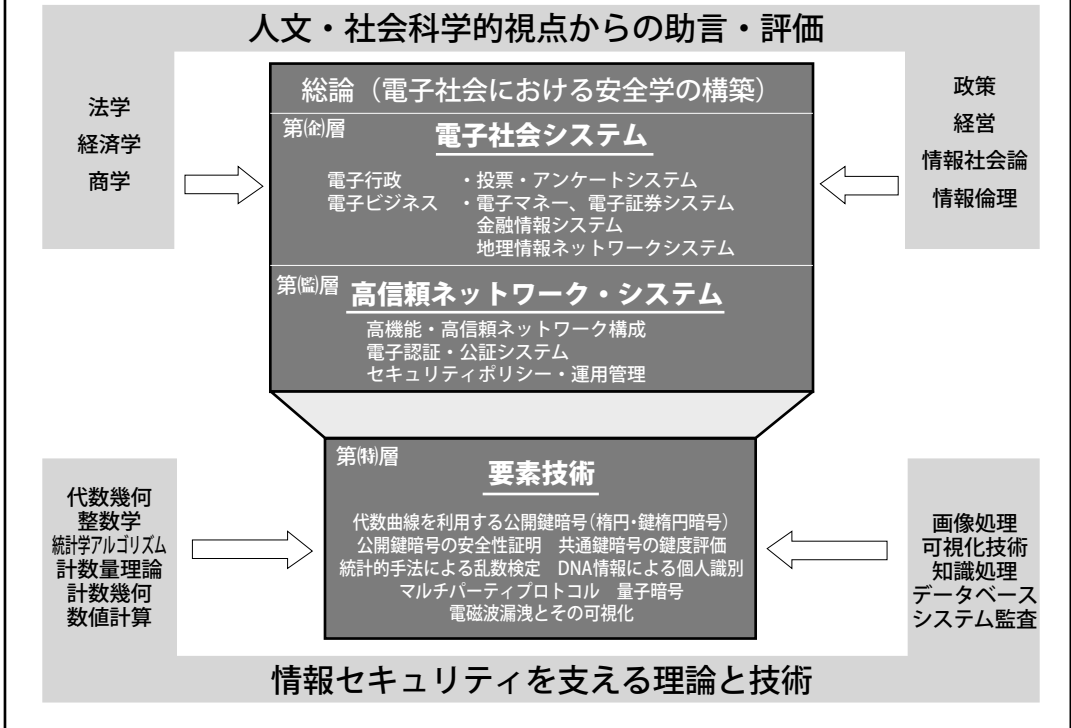 人文・社会科学的視点からの助言・評価
法学
経済学
商学
総論（電子社会における安全学の構築）
第㈽層
電子社会システム
電子行政 ・投票・アンケートシステム
電子ビジネス ・電子マネー、電子証券システム
金融情報システム
地理情報ネットワークシステム
政策
経営
情報社会論
情報倫理
第㈼層 高信頼ネットワーク・システム
高機能・高信頼ネットワーク構成
電子認証・公証システム
セキュリティポリシー・運用管理
代数幾何
整数学
統計学アルゴリズム
計数量理論
計数幾何
数値計算
第㈵層
要素技術
代数曲線を利用する公開鍵暗号（楕円・鍵楕円暗号）
公開鍵暗号の安全性証明 共通鍵暗号の鍵度評価
統計的手法による乱数検定 DNA情報による個人識別
マルチパーティプロトコル 量子暗号
電磁波漏洩とその可視化
画像処理
可視化技術
知識処理
データベース
システム監査
情報セキュリティを支える理論と技術